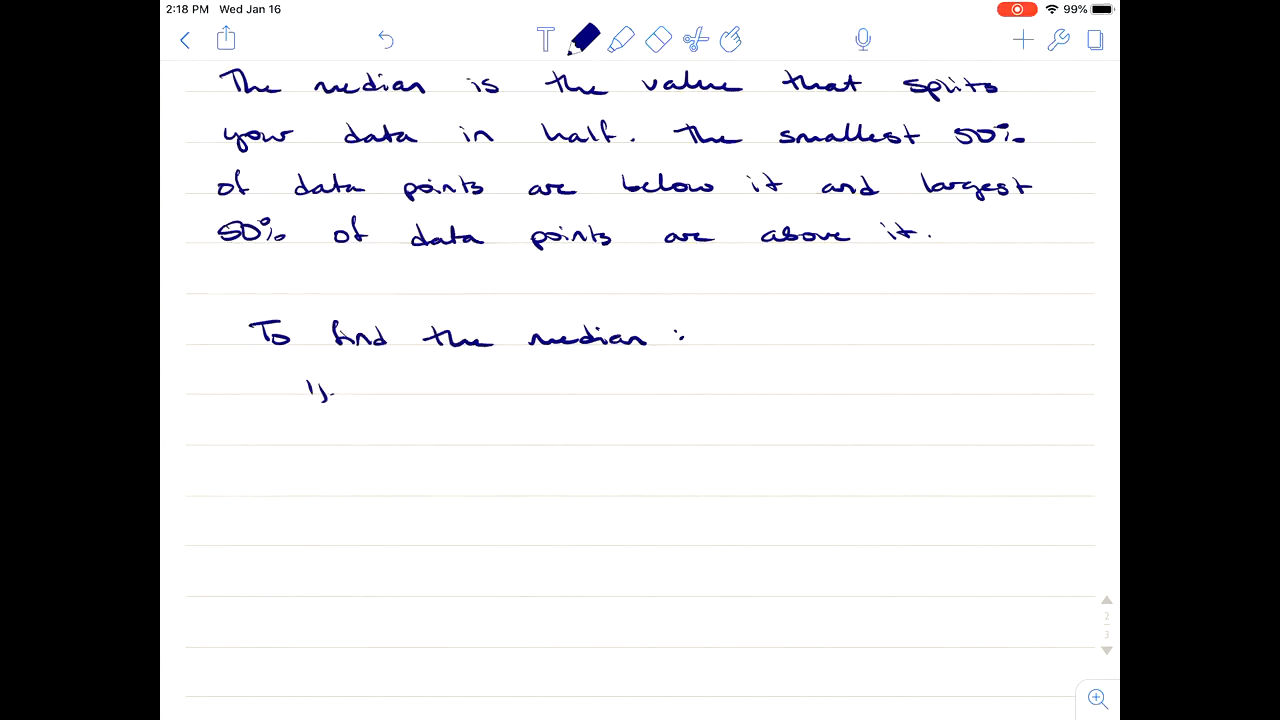 2:18 PM Wed Jan 16 99%
T
The median is the value that splits
your data in half. The smallest 50%
of data points are below it and largest
50% of data points are above it.
To find the median :
1).
2
3